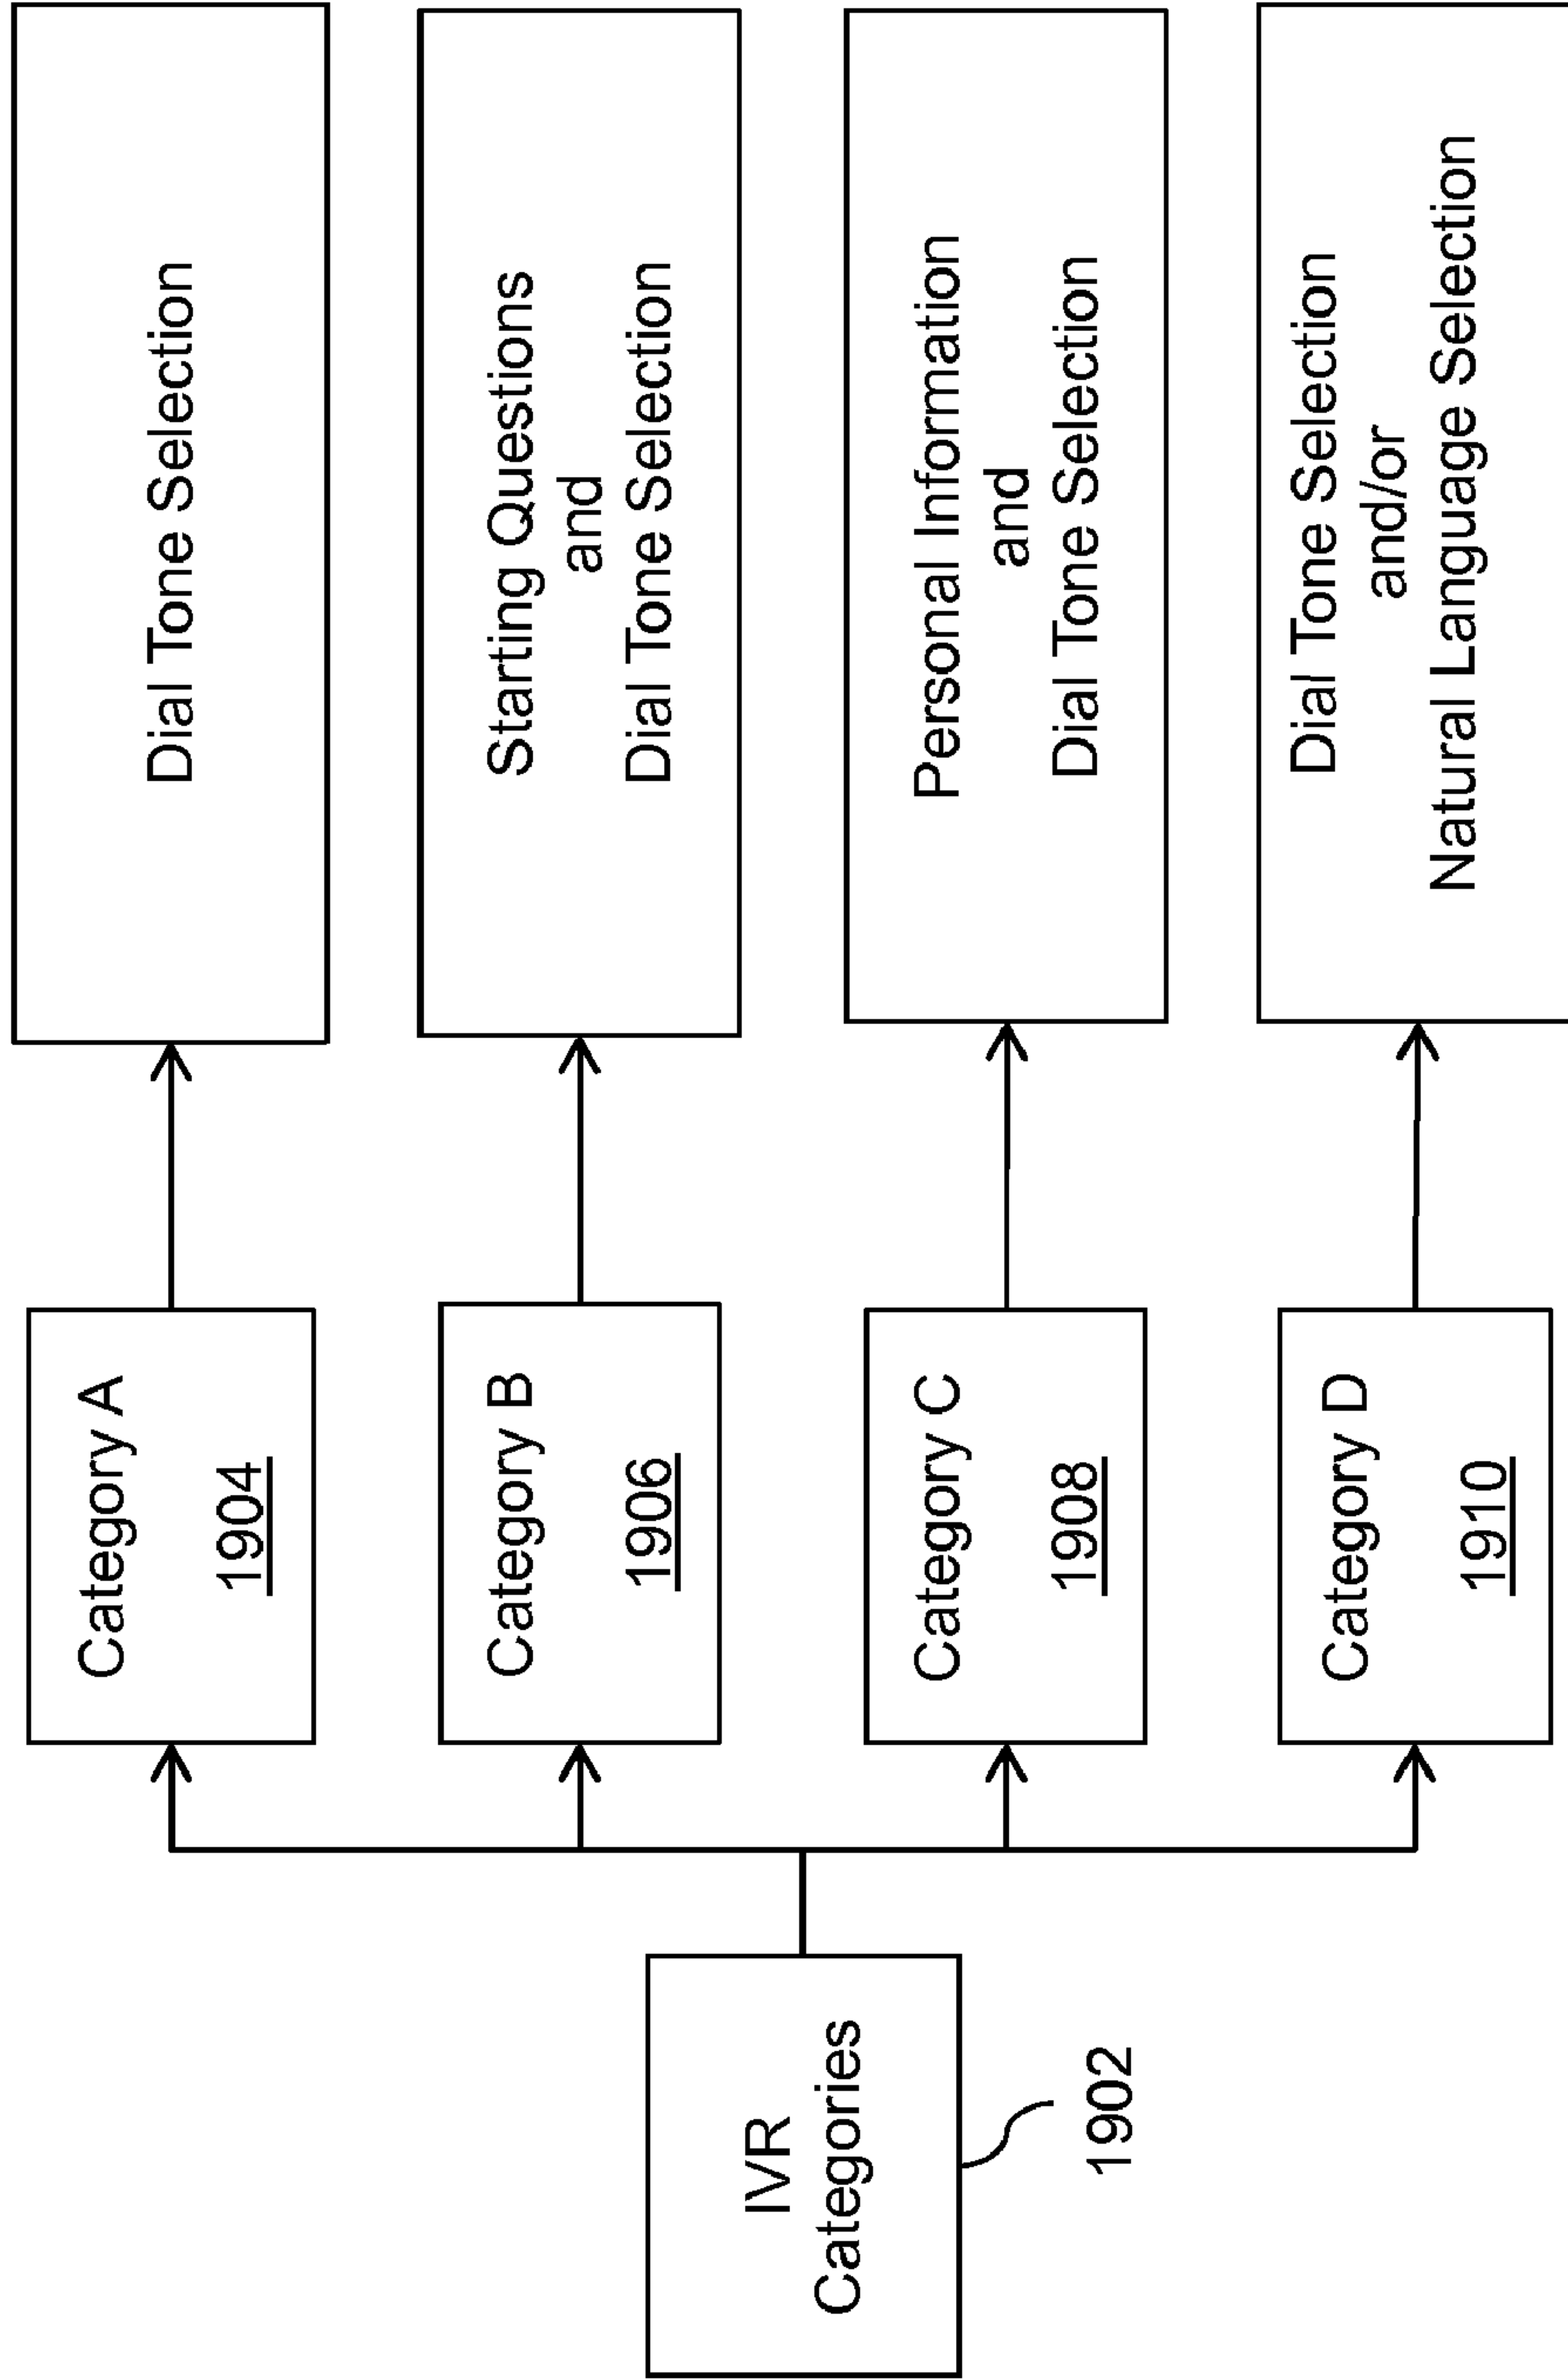 IVR
Categories
1902
Category A
1904
Dial Tone Selection
Category B
1906
Starting Questions
and
Dial Tone Selection
Category C
1908
Personal Information
and
Dial Tone Selection
Category D
1910
Dial Tone Selection
and/or
Natural Language Selection